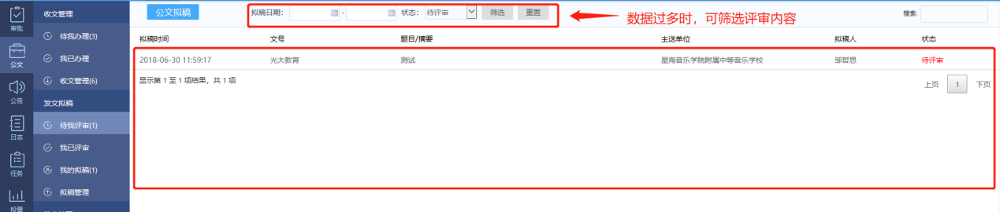 审批
公文
公告
日志
任务
投票
收文管理
待我办理(3)
我已办理
收文管理(6)
发文拟稿
待我评审(1)
我已评审
我的拟稿(1)
拟稿管理
公文拟稿
拟稿日期: - 状态: 待评审 筛选 重置
数据过多时，可筛选评审内容
搜索:
拟稿时间 文号 题目/摘要 主送单位 拟稿人 状态
2018-06-30 11:59:17 光大教育 测试 星海音乐学院附属中等音乐学校 邹哲思 待评审
显示第 1 至 1 项结果，共 1 项
上页 1 下页